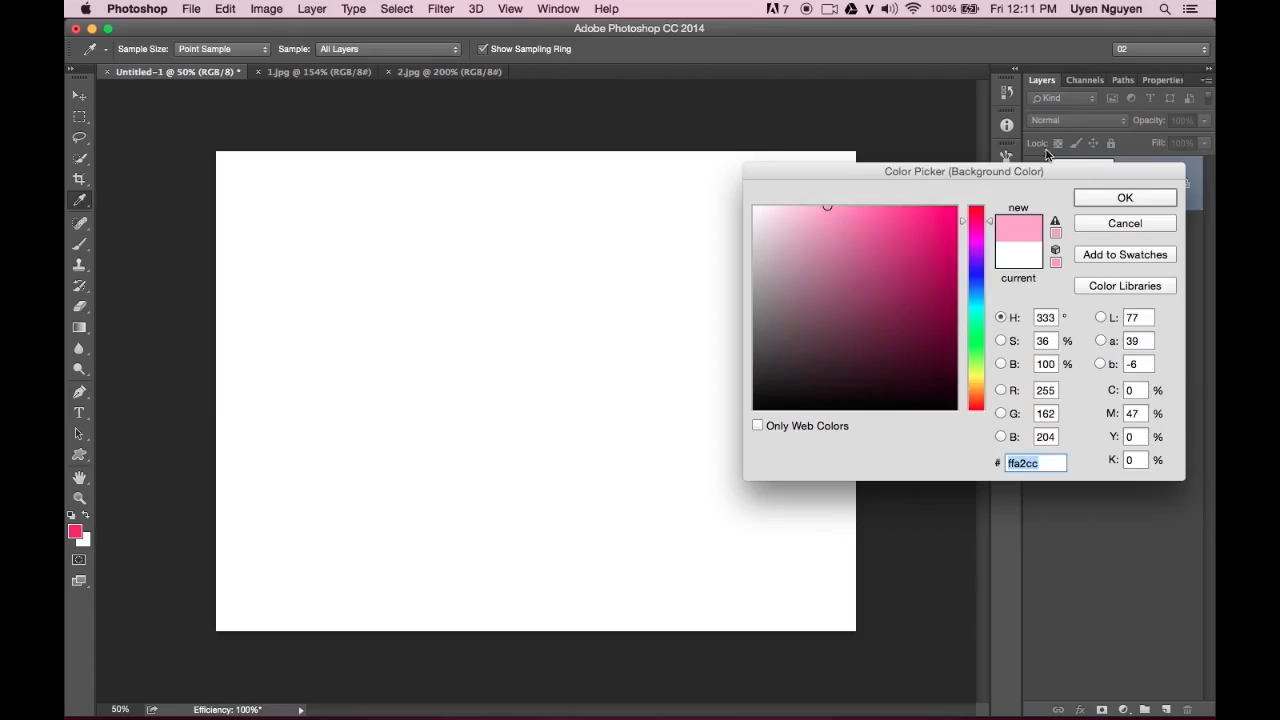 Photoshop File Edit Image Layer Type Select Filter 3D View Window Help 7 V 100% Fri 12:11 PM Uyen Nguyen
Adobe Photoshop CC 2014
Sample Size: Point Sample Sample: All Layers Show Sampling Ring 02
Untitled-1 @ 50% (RGB/8) * 1.jpg @ 154% (RGB/8#) 2.jpg @ 200% (RGB/8#) Layers Channels Paths Properties
Kind
Normal Opacity: 100%
Lock: Fill: 100%
Color Picker (Background Color)
OK
new
Cancel
Add to Swatches
current
Color Libraries
H: 333 ° L: 77
S: 36 % a: 39
B: 100 % b: -6
R: 255 C: 0 %
G: 162 M: 47 %
Only Web Colors
B: 204 Y: 0 %
# ffa2cc K: 0 %
T
50% Efficiency: 100%*
fx